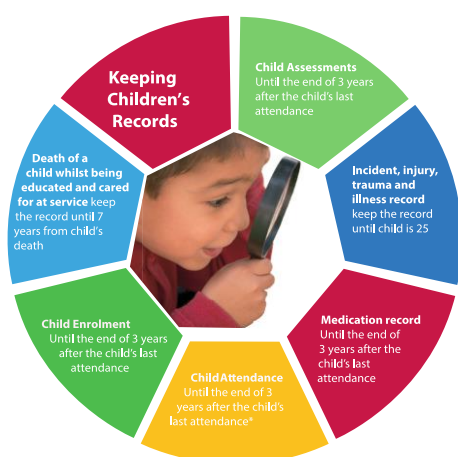 Keeping
Children's
Records
Child Assessments
Until the end of 3 years
after the child's last
attendance
Incident, injury,
trauma and
illness record
keep the record
until child is 25
Medication record
Until the end of
3 years after the
child's last
attendance
Child Attendance
Until the end of 3
years after the child's
last attendance*
Child Enrolment
Until the end of 3 years
after the child's last
attendance
Death of a
child whilst being
educated and cared
for at service keep
the record until 7
years from child's
death